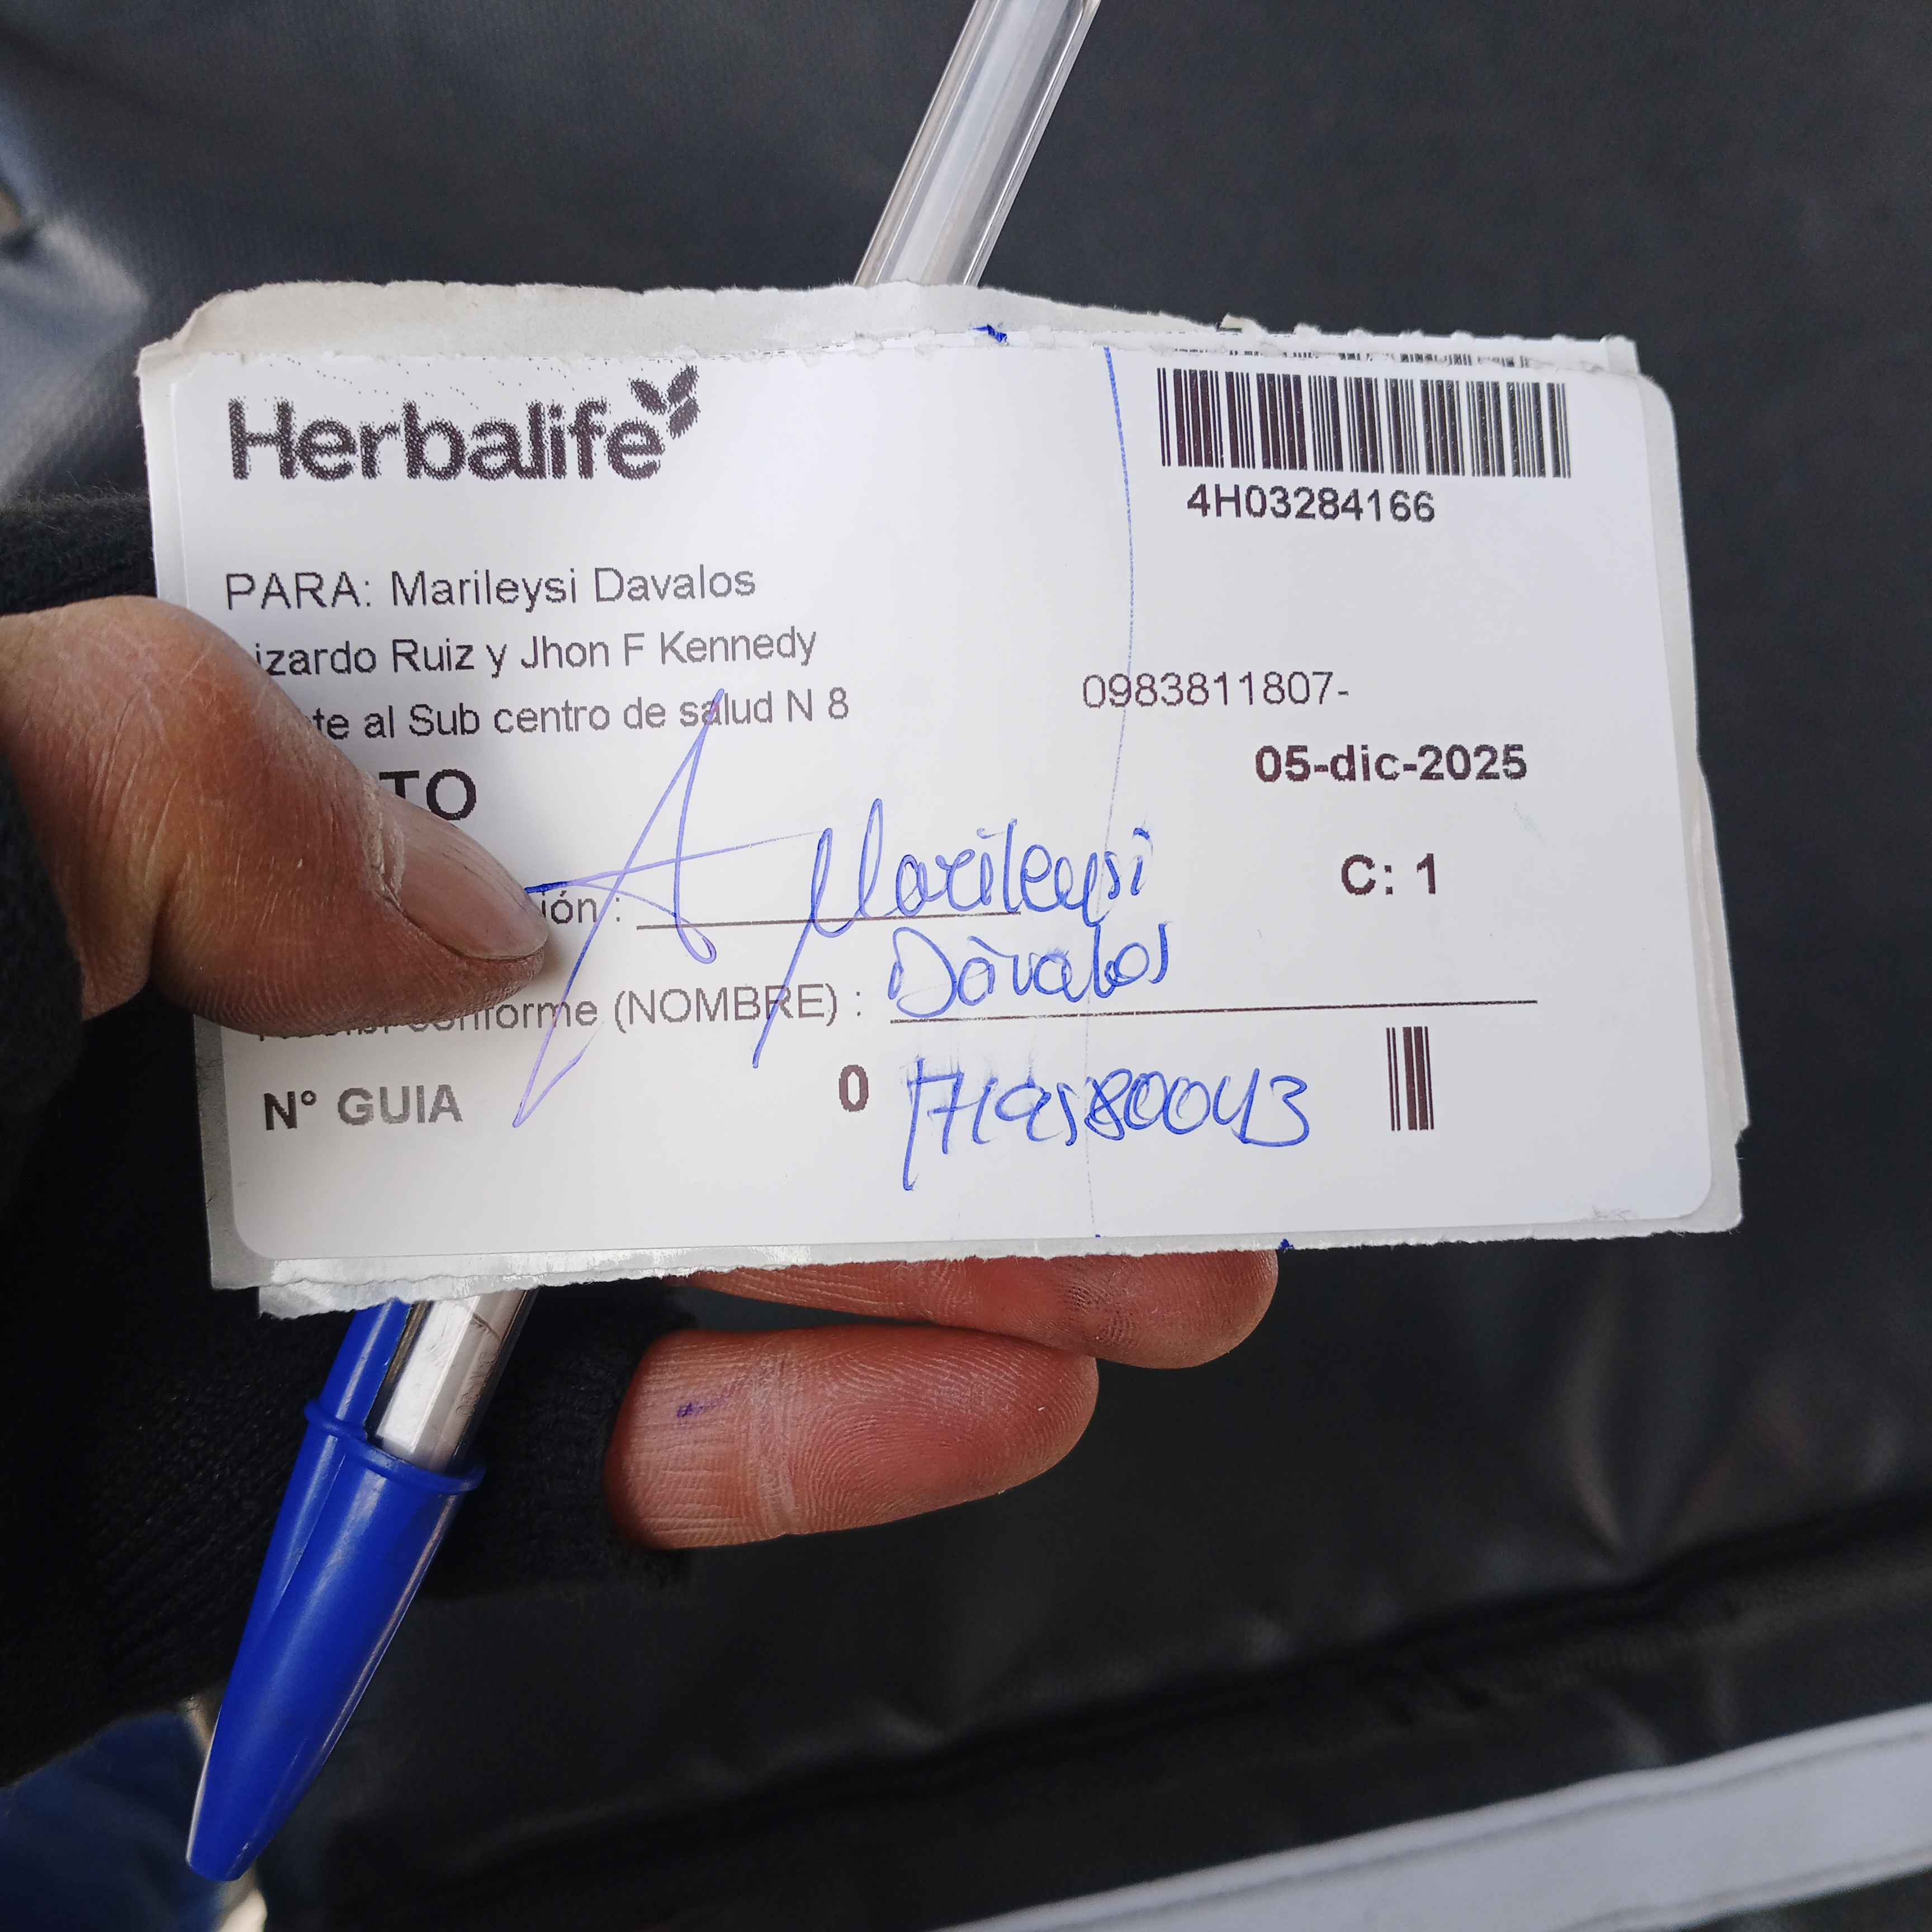 Herbalife
4H03284166
PARA: Marileysi Davalos
izardo Ruiz y Jhon F Kennedy
te al Sub centro de salud N 8
0983811807-
TO
05-dic-2025
ión : Marileysi
C: 1
Dávalos
conforme (NOMBRE) :
N° GUIA 0 1719580043